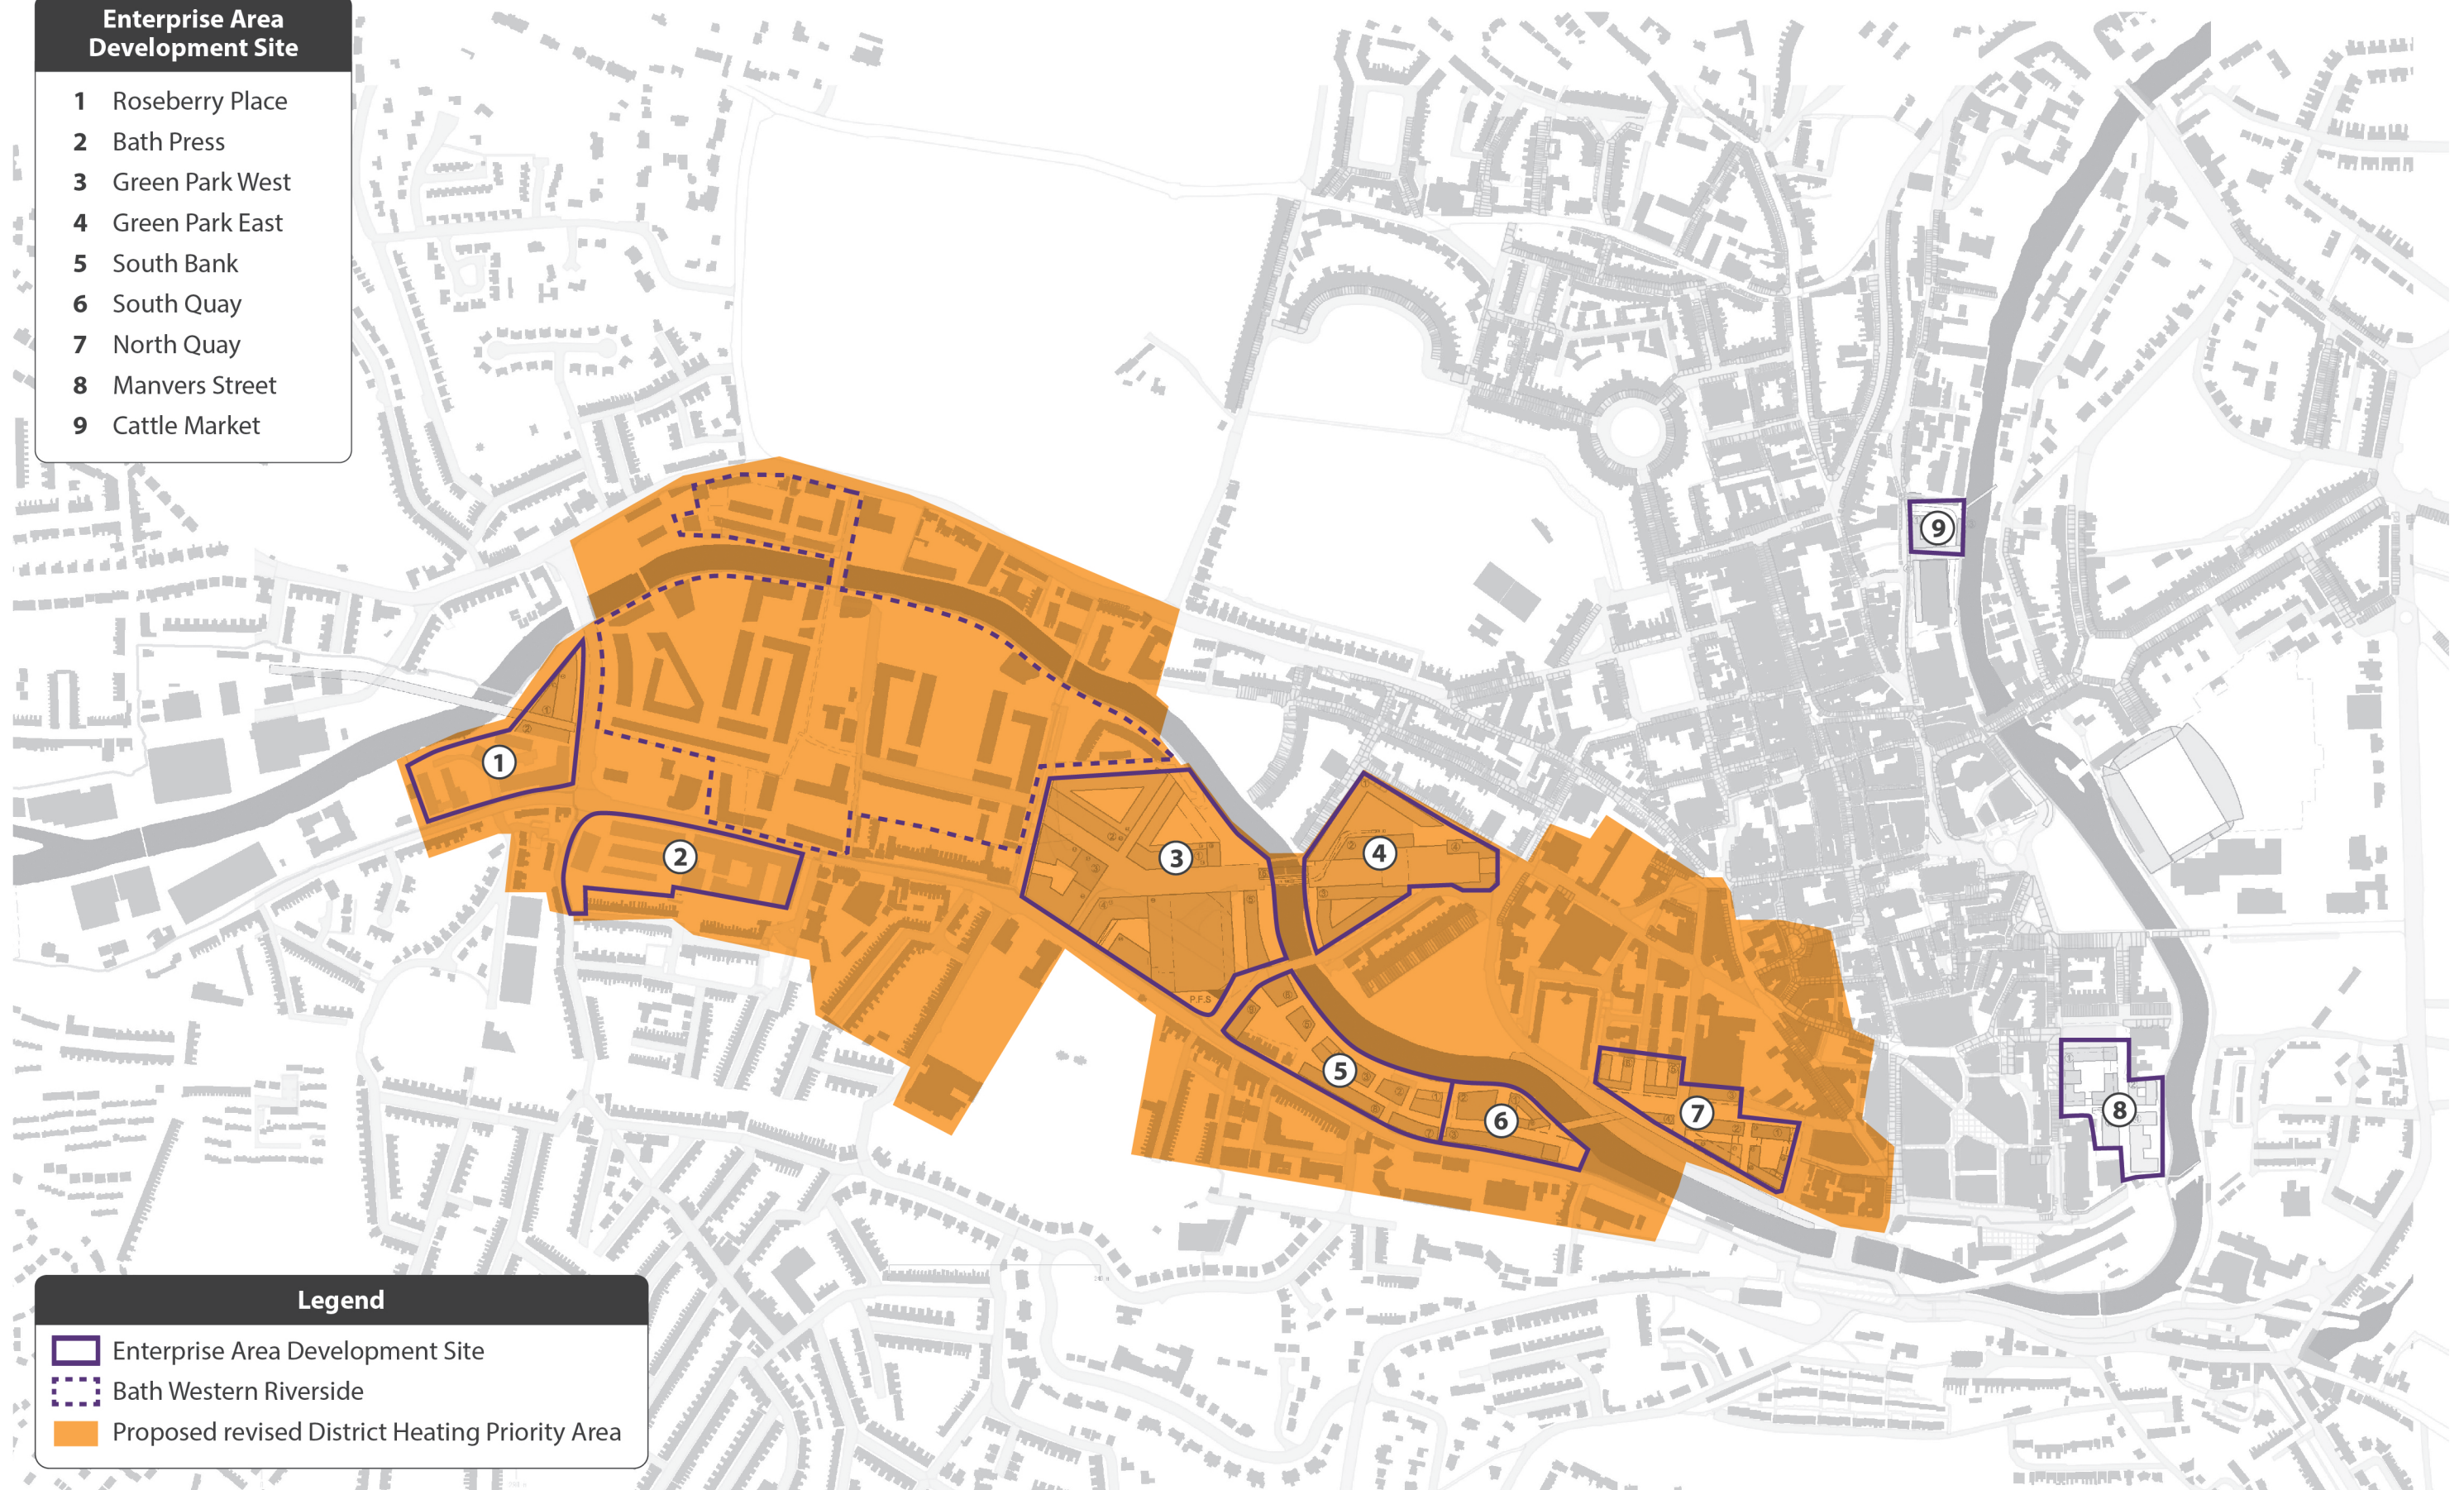 Enterprise Area
Development Site
1 Roseberry Place
2 Bath Press
3 Green Park West
4 Green Park East
5 South Bank
6 South Quay
7 North Quay
8 Manvers Street
9 Cattle Market
9
1
2
3
4
P.F.S
5
6
7
8
Legend
Enterprise Area Development Site
Bath Western Riverside
Proposed revised District Heating Priority Area